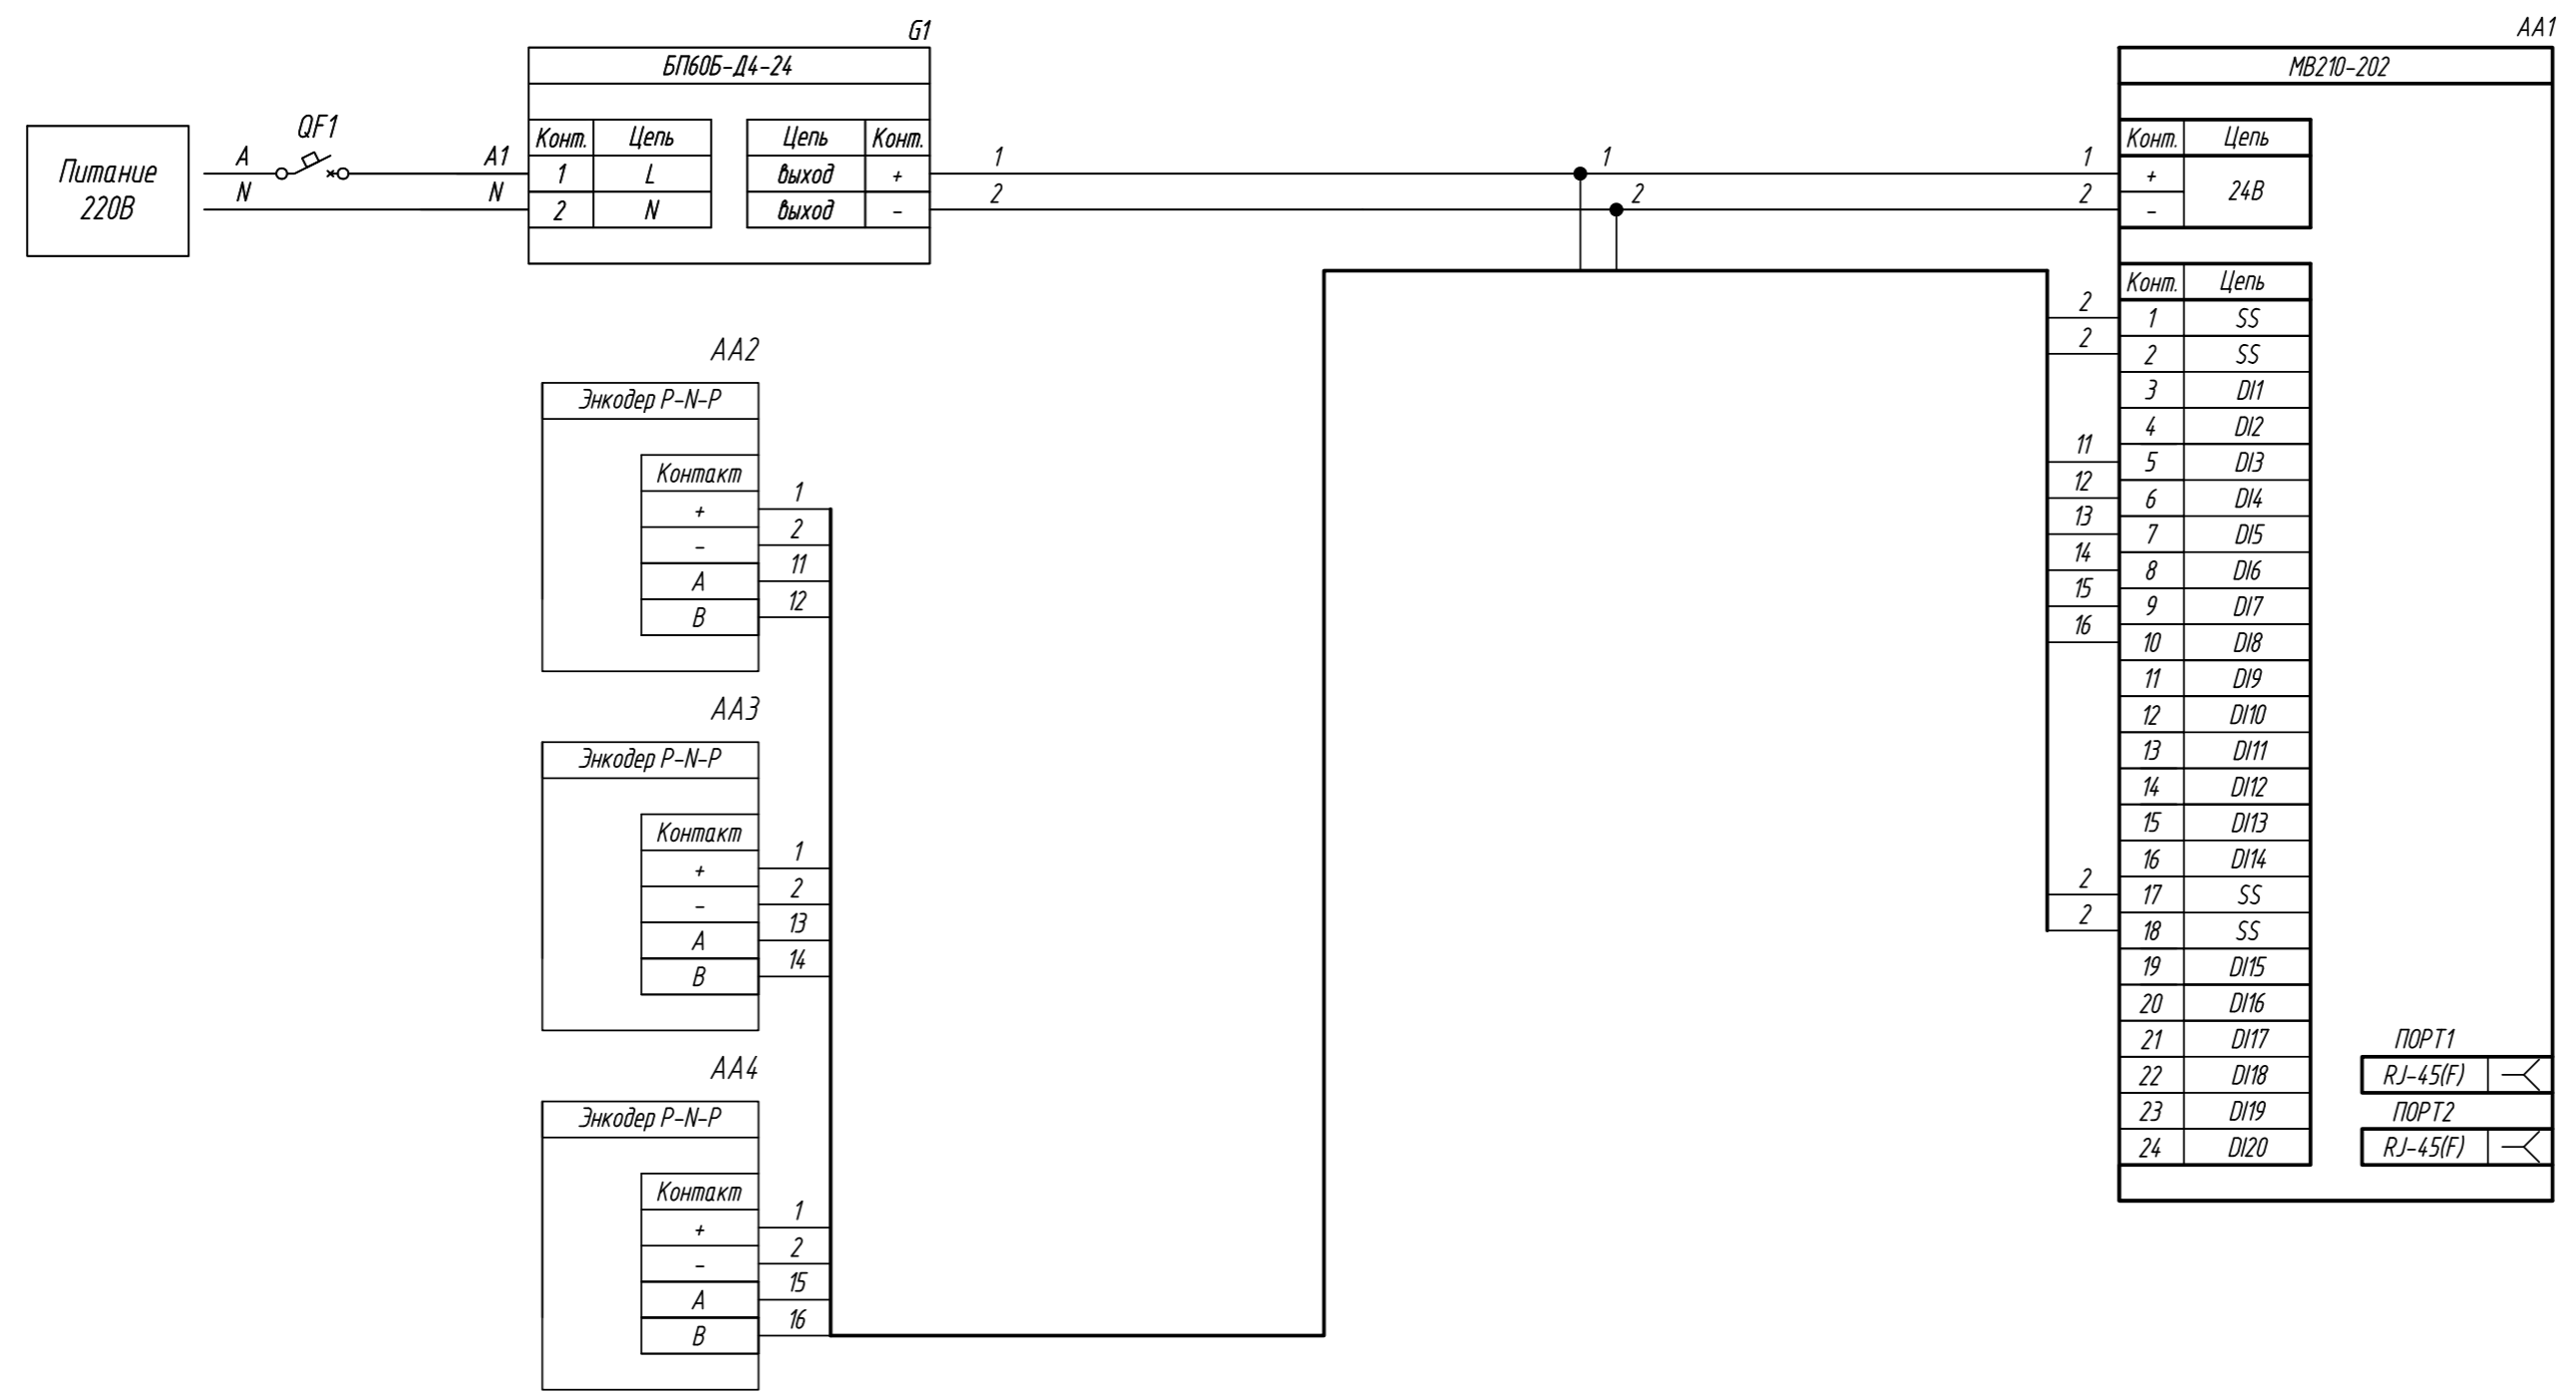 G1
БП60Б-Д4-24
Конт. Цепь Цепь Конт.
1 L выход +
2 N выход -
Питание
220В
QF1
A A1
N N
1 1 1
2 2 2
AA1
МВ210-202
Конт. Цепь
+ 24В
-
Конт. Цепь
2 1 SS
2 2 SS
3 DI1
4 DI2
11 5 DI3
12 6 DI4
13 7 DI5
14 8 DI6
15 9 DI7
16 10 DI8
11 DI9
12 DI10
13 DI11
14 DI12
15 DI13
16 DI14
2 17 SS
2 18 SS
19 DI15
20 DI16
21 DI17
22 DI18
23 DI19
24 DI20
ПОРТ1
RJ-45(F)
ПОРТ2
RJ-45(F)
AA2
Энкодер P-N-P
Контакт
+ 1
- 2
A 11
B 12
AA3
Энкодер P-N-P
Контакт
+ 1
- 2
A 13
B 14
AA4
Энкодер P-N-P
Контакт
+ 1
- 2
A 15
B 16